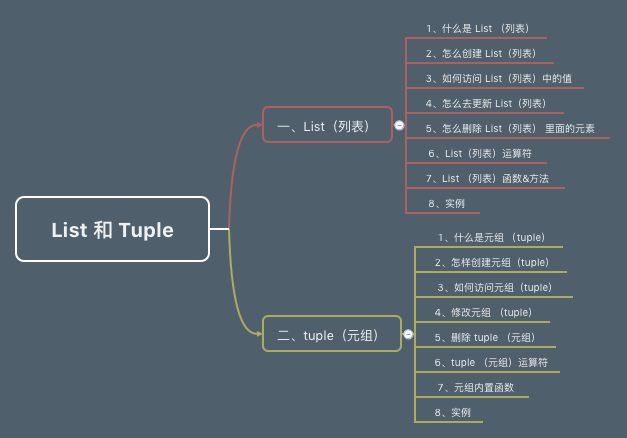 List 和 Tuple
一、List（列表）
1、什么是 List （列表）
2、怎么创建 List（列表）
3、如何访问 List（列表）中的值
4、怎么去更新 List（列表）
5、怎么删除 List（列表） 里面的元素
6、List（列表）运算符
7、List （列表）函数&方法
8、实例
二、tuple（元组）
1、什么是元组 （tuple）
2、怎样创建元组（tuple）
3、如何访问元组（tuple）
4、修改元组 （tuple）
5、删除 tuple （元组）
6、tuple （元组）运算符
7、元组内置函数
8、实例